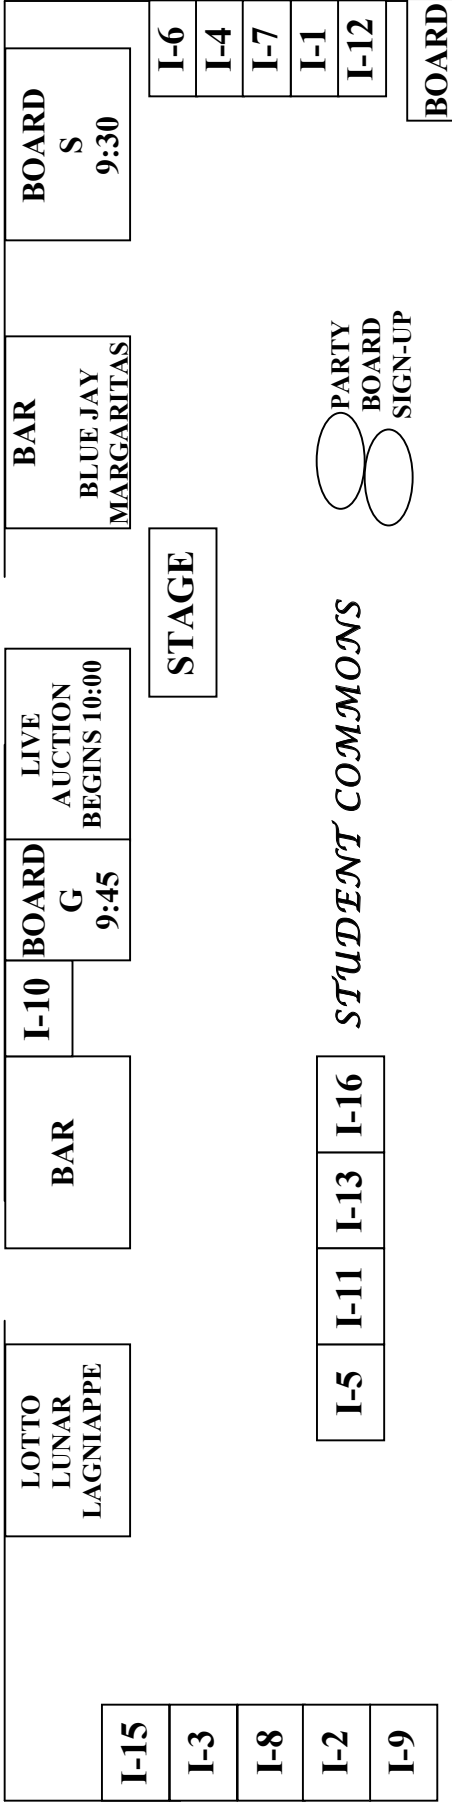 LOTTO
LUNAR
LAGNIAPPE
BAR
I-10
BOARD
G
9:45
LIVE
AUCTION
BEGINS 10:00
BAR
BLUE JAY
MARGARITAS
BOARD
S
9:30
STAGE
I-15
I-3
I-8
I-2
I-9
I-5
I-11
I-13
I-16
STUDENT COMMONS
PARTY
BOARD
SIGN-UP
I-6
I-4
I-7
I-1
I-12
BOARD